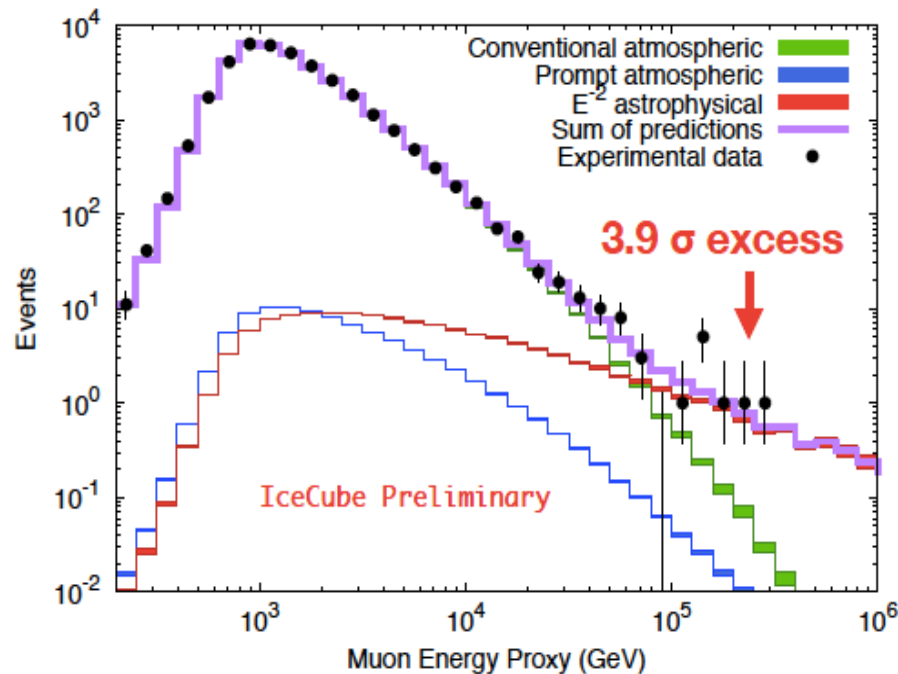 10^4
10^3
10^2
10^1
10^0
10^-1
10^-2
Events
Conventional atmospheric
Prompt atmospheric
E^-2 astrophysical
Sum of predictions
Experimental data
3.9 σ excess
IceCube Preliminary
10^3 10^4 10^5 10^6
Muon Energy Proxy (GeV)